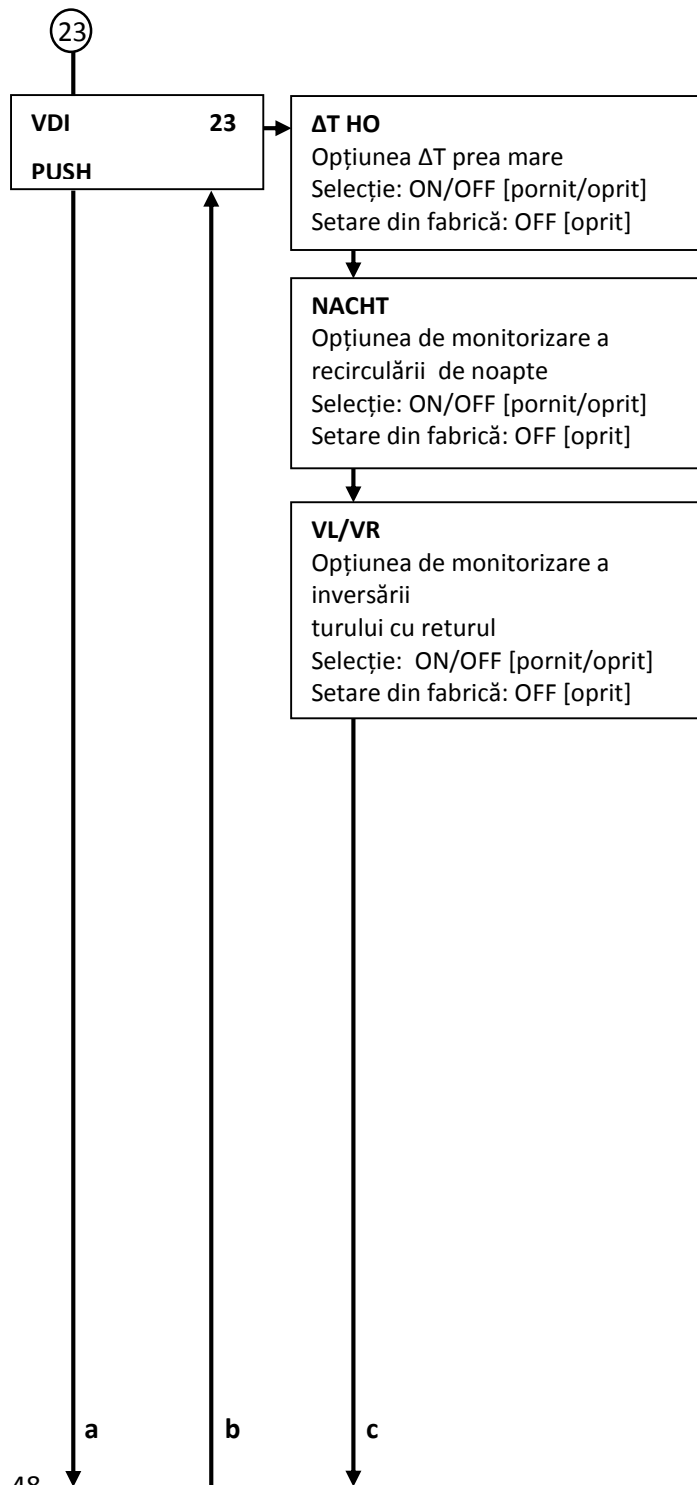 23
VDI 23
PUSH
ΔT HO
Opțiunea ΔT prea mare
Selecție: ON/OFF [pornit/oprit]
Setare din fabrică: OFF [oprit]
NACHT
Opțiunea de monitorizare a
recirculării de noapte
Selecție: ON/OFF [pornit/oprit]
Setare din fabrică: OFF [oprit]
VL/VR
Opțiunea de monitorizare a
inversării
turului cu returul
Selecție: ON/OFF [pornit/oprit]
Setare din fabrică: OFF [oprit]
a b c
48